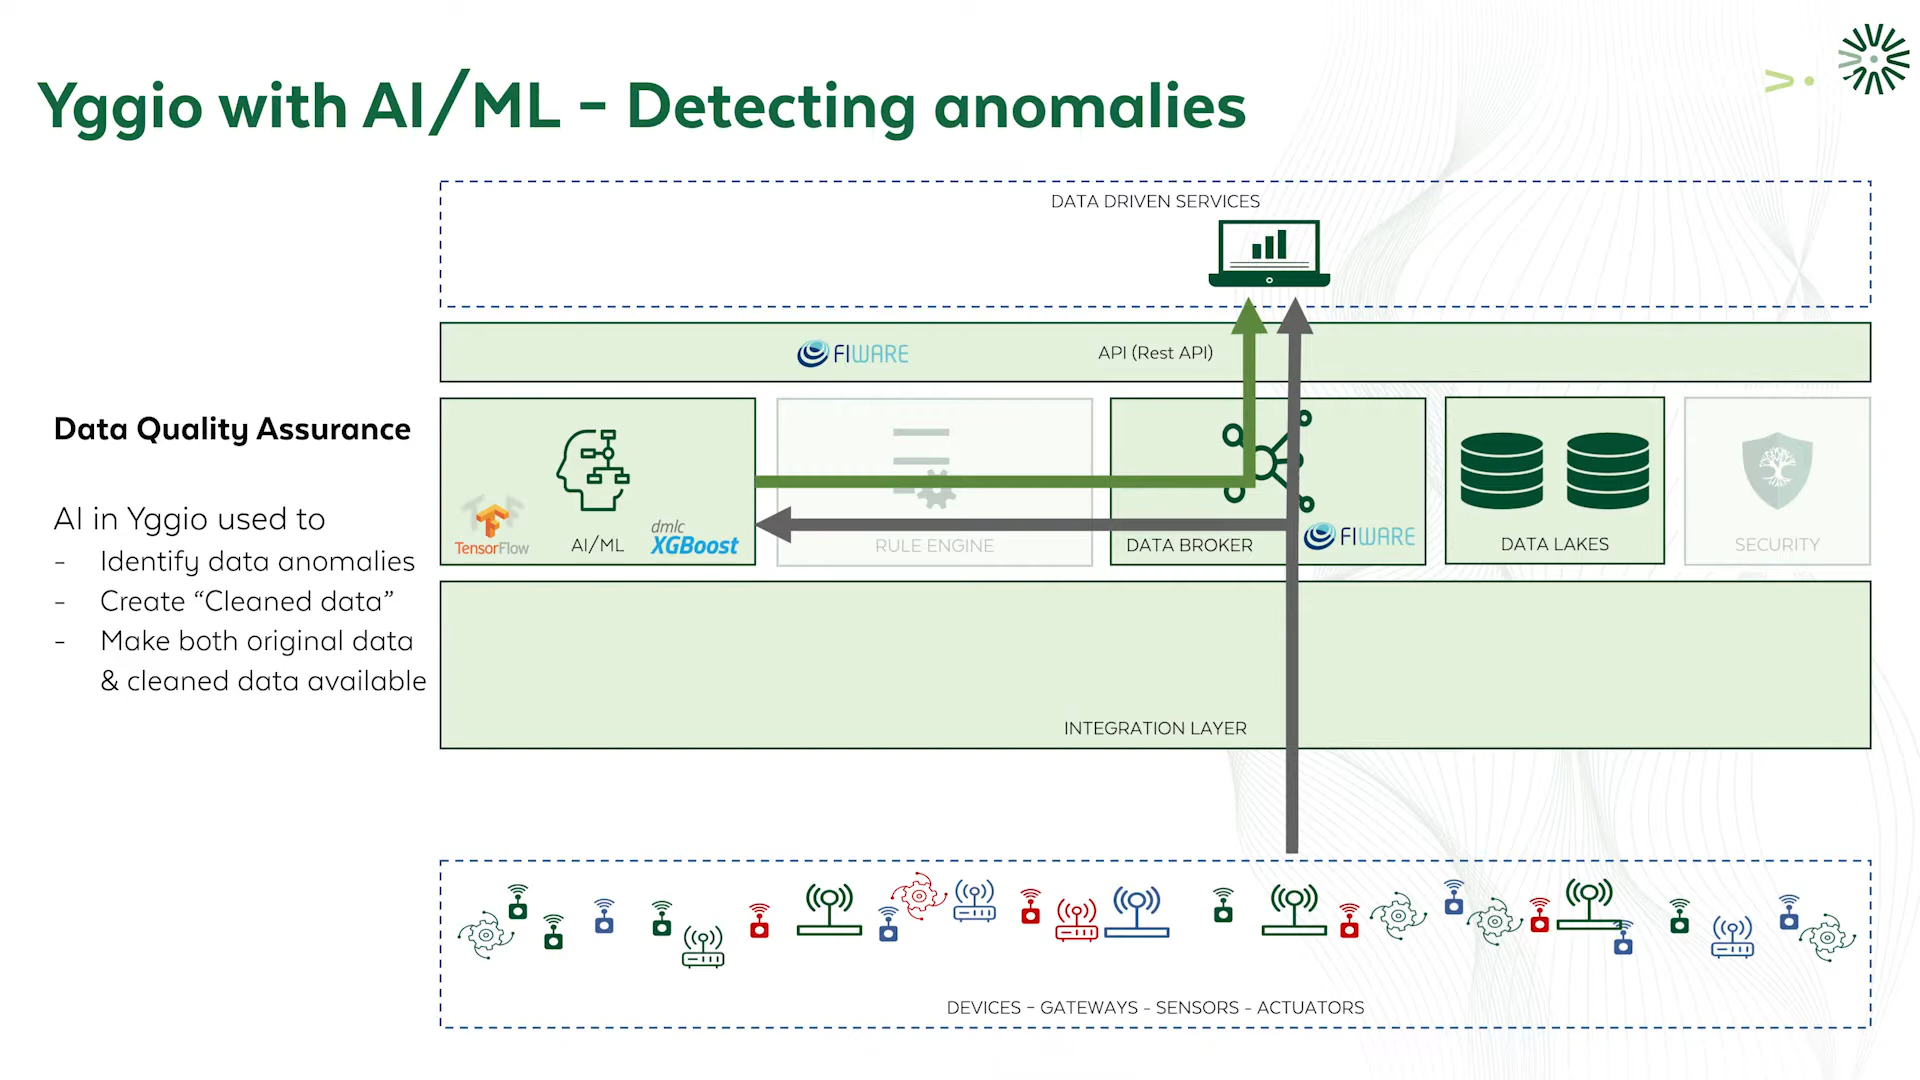 Yggio with AI/ML – Detecting anomalies
DATA DRIVEN SERVICES
FIWARE
API (Rest API)
Data Quality Assurance
AI in Yggio used to
- Identify data anomalies
- Create “Cleaned data”
- Make both original data
& cleaned data available
TensorFlow
AI/ML
dmlc
XGBoost
RULE ENGINE
DATA BROKER
FIWARE
DATA LAKES
SECURITY
INTEGRATION LAYER
DEVICES – GATEWAYS - SENSORS - ACTUATORS